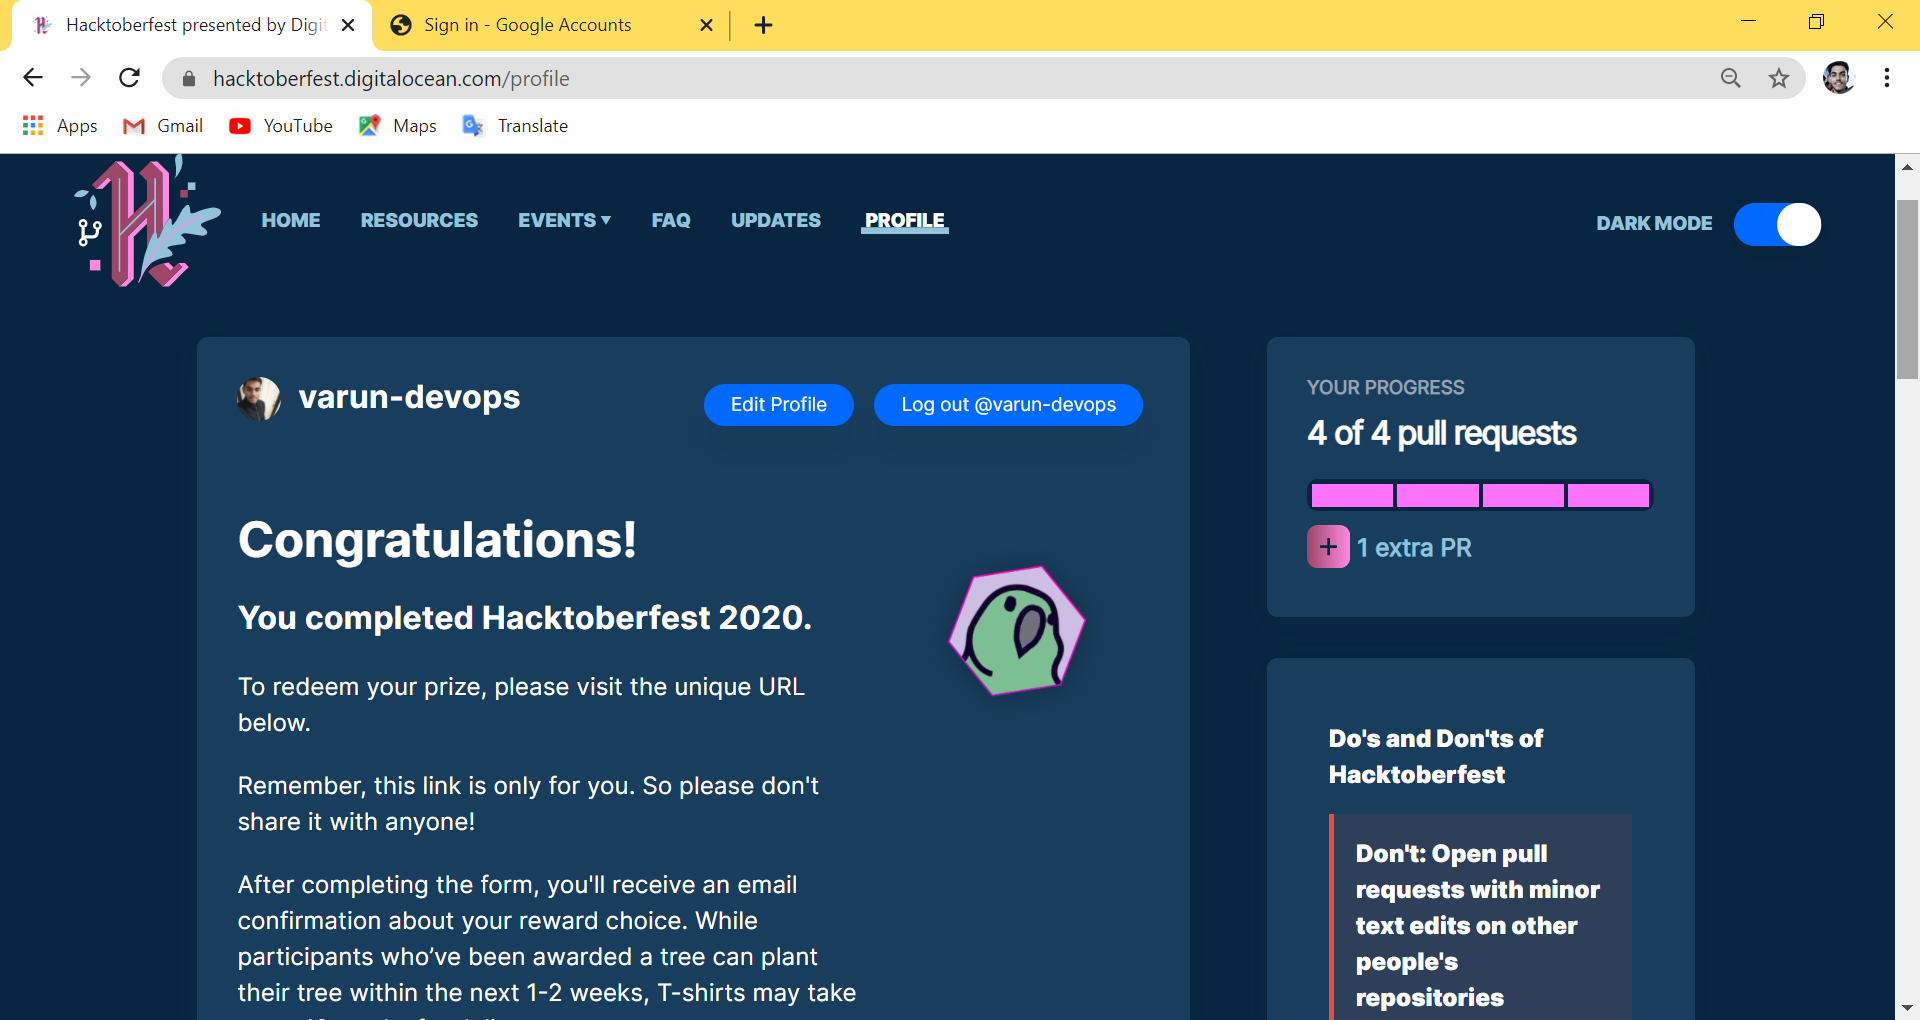 Hacktoberfest presented by Digit
Sign in - Google Accounts
hacktoberfest.digitalocean.com/profile
Apps
Gmail
YouTube
Maps
Translate
HOME
RESOURCES
EVENTS
FAQ
UPDATES
PROFILE
DARK MODE
varun-devops
Edit Profile
Log out @varun-devops
Congratulations!
You completed Hacktoberfest 2020.
To redeem your prize, please visit the unique URL
below.
Remember, this link is only for you. So please don't
share it with anyone!
After completing the form, you'll receive an email
confirmation about your reward choice. While
participants who’ve been awarded a tree can plant
their tree within the next 1-2 weeks, T-shirts may take
YOUR PROGRESS
4 of 4 pull requests
+ 1 extra PR
Do's and Don'ts of
Hacktoberfest
Don't: Open pull
requests with minor
text edits on other
people's
repositories